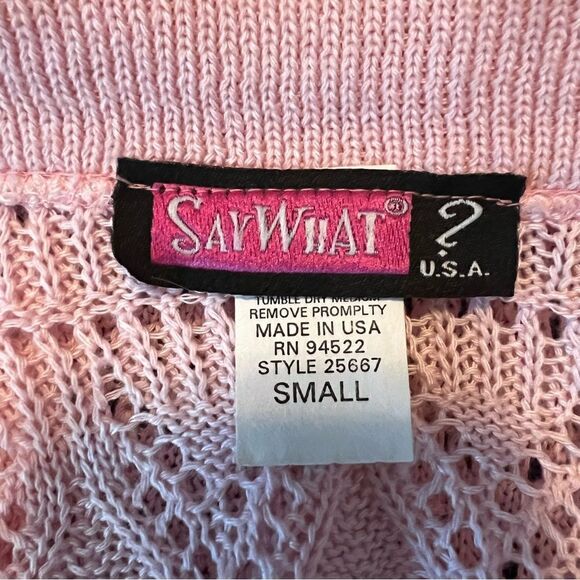 SAYWHAT® ?
U.S.A.
TUMBLE DRY MEDIUM
REMOVE PROMPLTY
MADE IN USA
RN 94522
STYLE 25667
SMALL